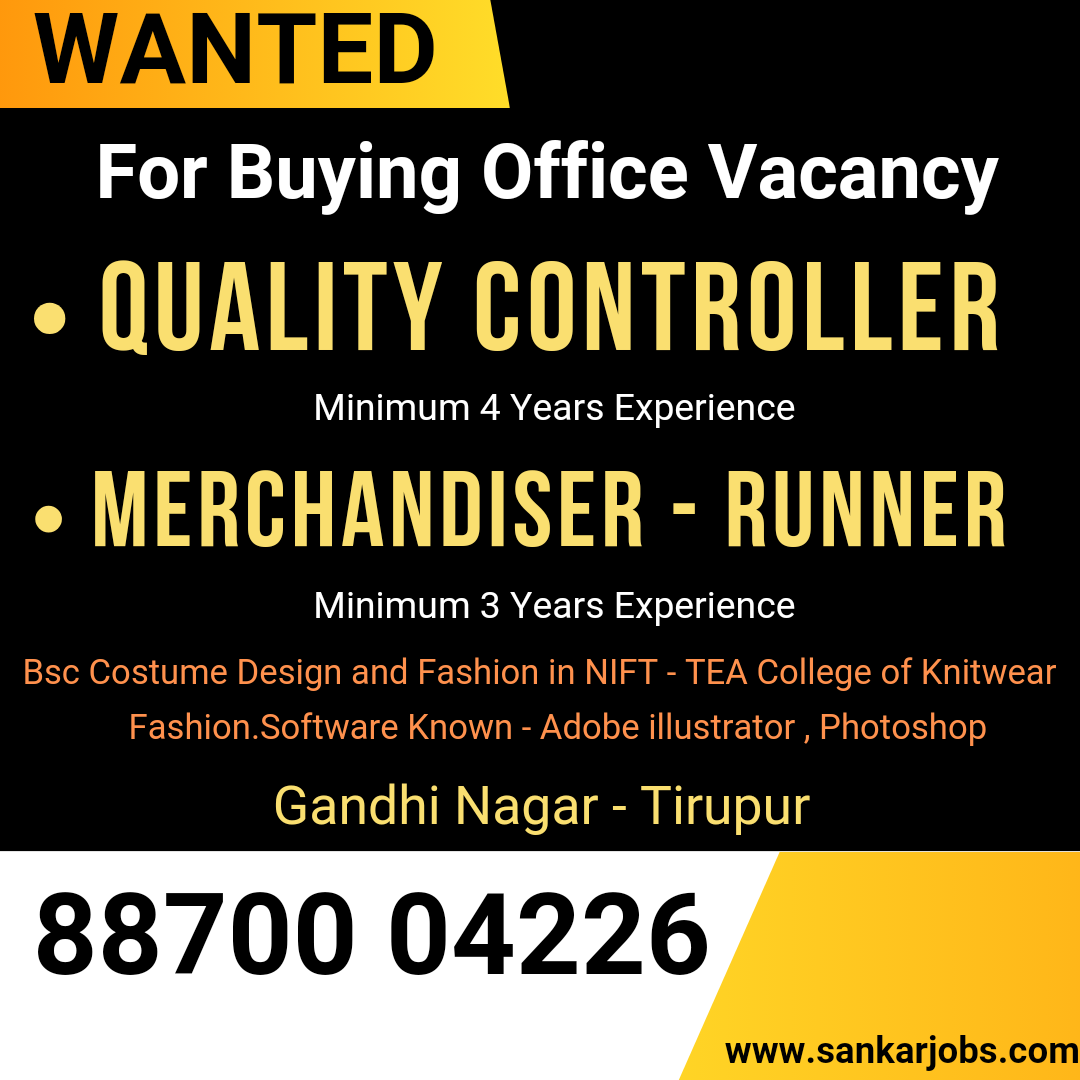 WANTED
For Buying Office Vacancy
• QUALITY CONTROLLER
Minimum 4 Years Experience
• MERCHANDISER - RUNNER
Minimum 3 Years Experience
Bsc Costume Design and Fashion in NIFT - TEA College of Knitwear
Fashion.Software Known - Adobe illustrator , Photoshop
Gandhi Nagar - Tirupur
88700 04226
www.sankarjobs.com